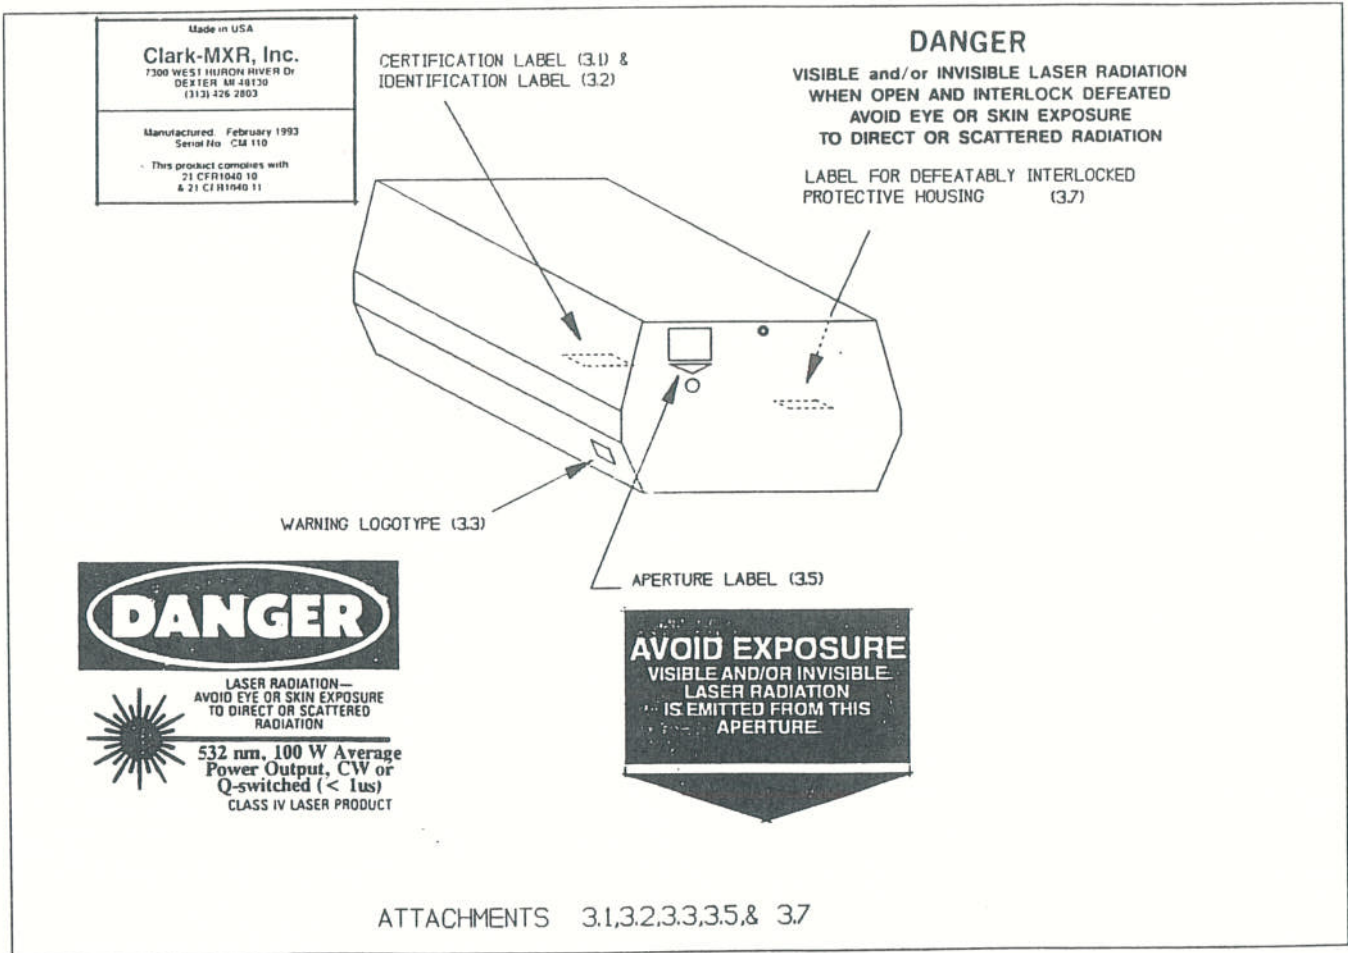 Made in USA
Clark-MXR, Inc.
7300 WEST HURON RIVER Dr
DEXTER MI 48130
(313) 426 2803
Manufactured. February 1993
Serial No CM 110
This product complies with
21 CFR1040 10
& 21 CFR1040 11
CERTIFICATION LABEL (3.1) &
IDENTIFICATION LABEL (3.2)
DANGER
VISIBLE and/or INVISIBLE LASER RADIATION
WHEN OPEN AND INTERLOCK DEFEATED
AVOID EYE OR SKIN EXPOSURE
TO DIRECT OR SCATTERED RADIATION
LABEL FOR DEFEATABLY INTERLOCKED
PROTECTIVE HOUSING (3.7)
WARNING LOGOTYPE (3.3)
APERTURE LABEL (3.5)
DANGER
LASER RADIATION—
AVOID EYE OR SKIN EXPOSURE
TO DIRECT OR SCATTERED
RADIATION
532 nm, 100 W Average
Power Output, CW or
Q-switched (< 1us)
CLASS IV LASER PRODUCT
AVOID EXPOSURE
VISIBLE AND/OR INVISIBLE
LASER RADIATION
IS EMITTED FROM THIS
APERTURE.
ATTACHMENTS 3.1,3.2,3.3,3.5,& 3.7